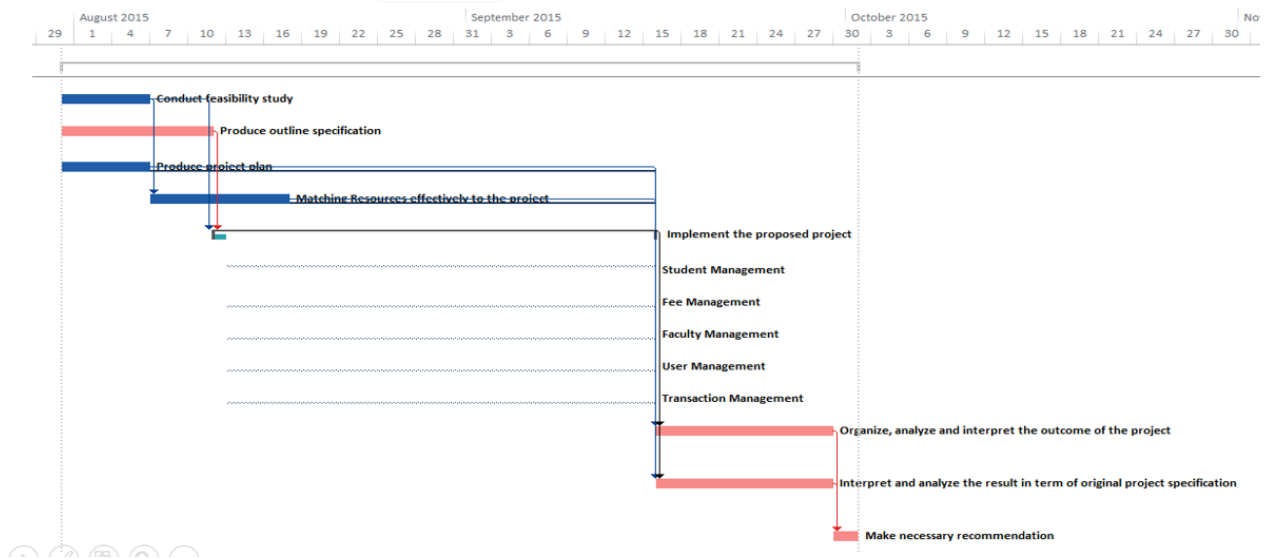 August 2015 September 2015 October 2015 No
29 1 4 7 10 13 16 19 22 25 28 31 3 6 9 12 15 18 21 24 27 30 3 6 9 12 15 18 21 24 27 30
Conduct feasibility study
Produce outline specification
Produce project plan
Matching Resources effectively to the project
Implement the proposed project
Student Management
Fee Management
Faculty Management
User Management
Transaction Management
Organize, analyze and interpret the outcome of the project
Interpret and analyze the result in term of original project specification
Make necessary recommendation